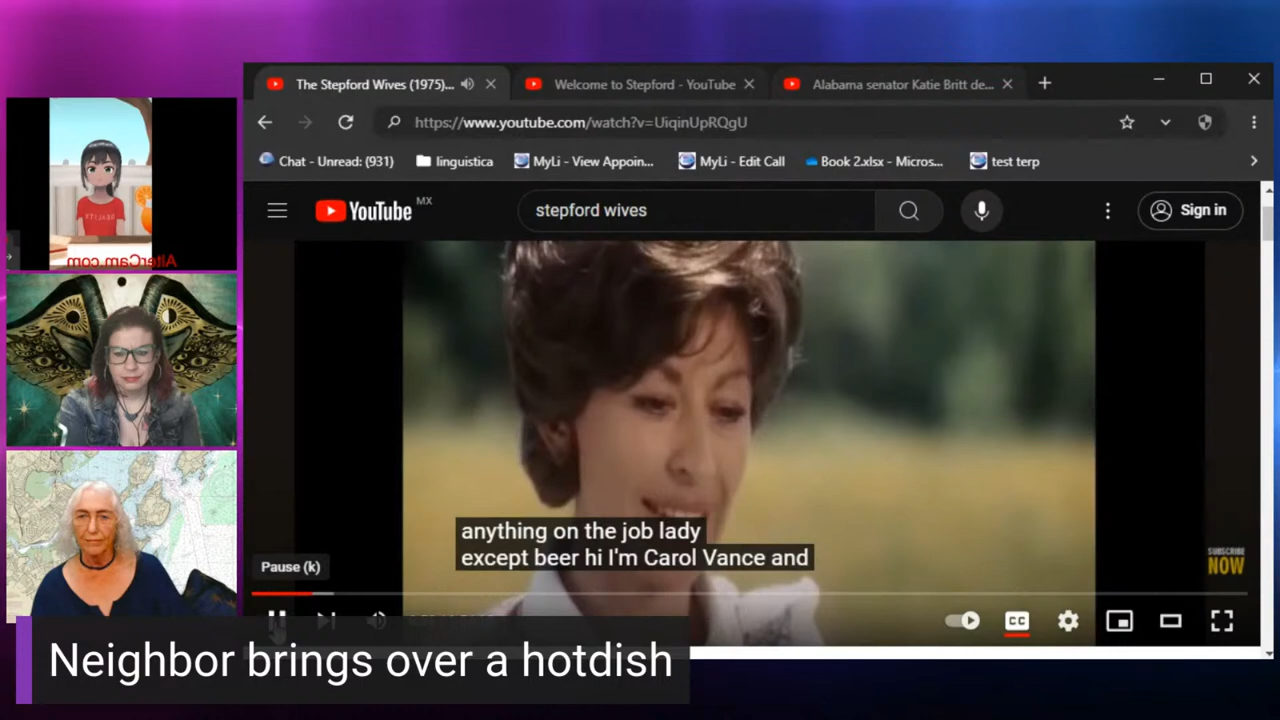 The Stepford Wives (1975)...
Welcome to Stepford - YouTube
Alabama senator Katie Britt de...
https://www.youtube.com/watch?v=UiqinUpRQgU
Chat - Unread: (931)
linguistica
MyLi - View Appoin...
MyLi - Edit Call
Book 2.xlsx - Micros...
test terp
YouTube MX
stepford wives
Sign in
AlterCam.com
anything on the job lady
except beer hi I'm Carol Vance and
SUBSCRIBE
NOW
Pause (k)
CC
Neighbor brings over a hotdish